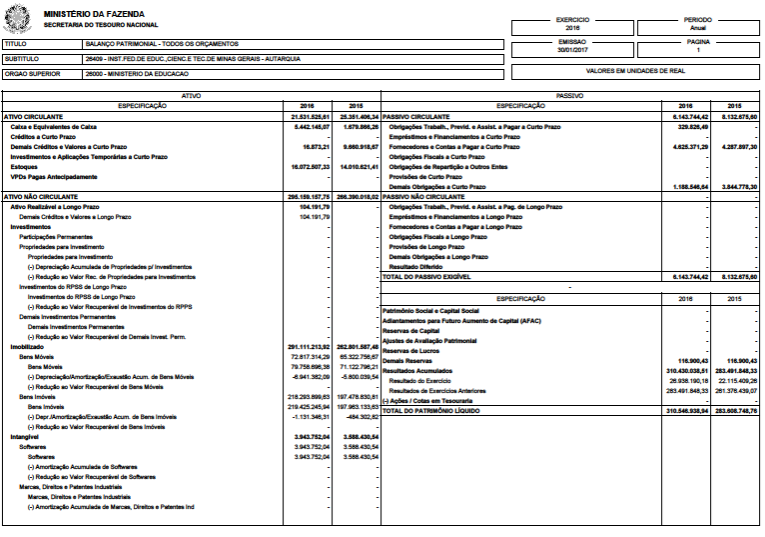 MINISTÉRIO DA FAZENDA
SECRETARIA DO TESOURO NACIONAL
EXERCICIO
2016
PERIODO
Anual
EMISSAO
30/01/2017
PAGINA
1
TITULO BALANÇO PATRIMONIAL - TODOS OS ORÇAMENTOS
SUBTITULO 26409 - INST.FED.DE EDUC.,CIENC.E TEC.DE MINAS GERAIS - AUTARQUIA
ORGAO SUPERIOR 26000 - MINISTERIO DA EDUCACAO
VALORES EM UNIDADES DE REAL
ATIVO
ESPECIFICAÇÃO 2016 2015
ATIVO CIRCULANTE 21.531.525,61 25.351.406,34
Caixa e Equivalentes de Caixa 5.442.145,07 1.679.866,26
Créditos a Curto Prazo - -
Demais Créditos e Valores a Curto Prazo 16.873,21 9.660.918,67
Investimentos e Aplicações Temporárias a Curto Prazo - -
Estoques 16.072.507,33 14.010.621,41
VPDs Pagas Antecipadamente - -
ATIVO NÃO CIRCULANTE 295.159.157,75 266.390.018,02
Ativo Realizável a Longo Prazo 104.191,79 -
Demais Créditos e Valores a Longo Prazo 104.191,79 -
Investimentos - -
Participações Permanentes - -
Propriedades para Investimento - -
Propriedades para Investimento - -
(-) Depreciação Acumulada de Propriedades p/ Investimentos - -
(-) Redução ao Valor Rec. de Propriedades para Investimentos - -
Investimentos do RPSS de Longo Prazo - -
Investimentos do RPSS de Longo Prazo - -
(-) Redução ao Valor Recuperável de Investimentos do RPPS - -
Demais Investimentos Permanentes - -
Demais Investimentos Permanentes - -
(-) Redução ao Valor Recuperável de Demais Invest. Perm. - -
Imobilizado 291.111.213,92 262.801.587,48
Bens Móveis 72.817.314,29 65.322.756,67
Bens Móveis 79.758.696,38 71.122.796,21
(-) Depreciação/Amortização/Exaustão Acum. de Bens Móveis -6.941.382,09 -5.800.039,54
(-) Redução ao Valor Recuperável de Bens Móveis - -
Bens Imóveis 218.293.899,63 197.478.830,81
Bens Imóveis 219.425.245,94 197.963.133,63
(-) Depr./Amortização/Exaustão Acum. de Bens Imóveis -1.131.346,31 -484.302,82
(-) Redução ao Valor Recuperável de Bens Imóveis - -
Intangível 3.943.752,04 3.588.430,54
Softwares 3.943.752,04 3.588.430,54
Softwares 3.943.752,04 3.588.430,54
(-) Amortização Acumulada de Softwares - -
(-) Redução ao Valor Recuperável de Softwares - -
Marcas, Direitos e Patentes Industriais - -
Marcas, Direitos e Patentes Industriais - -
(-) Amortização Acumulada de Marcas, Direitos e Patentes Ind - -
PASSIVO
ESPECIFICAÇÃO 2016 2015
PASSIVO CIRCULANTE 6.143.744,42 8.132.675,60
Obrigações Trabalh., Previd. e Assist. a Pagar a Curto Prazo 329.826,49 -
Empréstimos e Financiamentos a Curto Prazo - -
Fornecedores e Contas a Pagar a Curto Prazo 4.625.371,29 4.287.897,30
Obrigações Fiscais a Curto Prazo - -
Obrigações de Repartição a Outros Entes - -
Provisões de Curto Prazo - -
Demais Obrigações a Curto Prazo 1.188.546,64 3.844.778,30
PASSIVO NÃO CIRCULANTE - -
Obrigações Trabalh., Previd. e Assist. a Pag. de Longo Prazo - -
Empréstimos e Financiamentos a Longo Prazo - -
Fornecedores e Contas a Pagar a Longo Prazo - -
Obrigações Fiscais a Longo Prazo - -
Provisões de Longo Prazo - -
Demais Obrigações a Longo Prazo - -
Resultado Diferido - -
TOTAL DO PASSIVO EXIGÍVEL 6.143.744,42 8.132.675,60
-
ESPECIFICAÇÃO 2016 2015
Patrimônio Social e Capital Social - -
Adiantamentos para Futuro Aumento de Capital (AFAC) - -
Reservas de Capital - -
Ajustes de Avaliação Patrimonial - -
Reservas de Lucros - -
Demais Reservas 116.900,43 116.900,43
Resultados Acumulados 310.430.038,51 283.491.848,33
Resultado do Exercício 26.938.190,18 22.115.409,26
Resultados de Exercícios Anteriores 283.491.848,33 261.376.439,07
(-) Ações / Cotas em Tesouraria - -
TOTAL DO PATRIMÔNIO LÍQUIDO 310.546.938,94 283.608.748,76